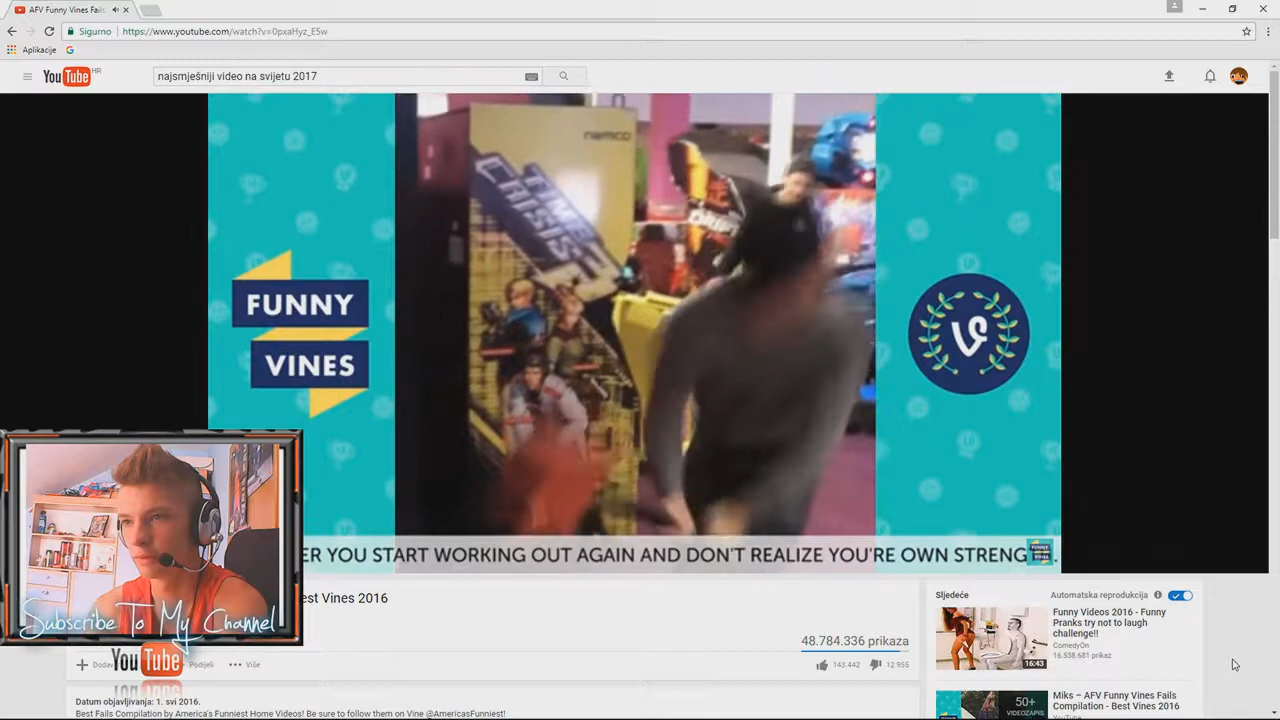 AFV Funny Vines Fails
Sigurno https://www.youtube.com/watch?v=0pxaHyz_E5w
Aplikacije
YouTube HR
najsmješniji video na svijetu 2017
namco
TIME CRISIS
DRIFT
FUNNY
VINES
FUNNY VINES
ER YOU START WORKING OUT AGAIN AND DON'T REALIZE YOU'RE OWN STRENGT
Subscribe To My Channel
YouTube
est Vines 2016
48.784.336 prikaza
Podijeli
Više
143.442
12 955
Datum objavljivanja: 1. svi 2016.
Best Fails Compilation by America's Funniest Home Videos! Be sure to follow them on Vine @AmericasFunniest!
Sljedeće
Automatska reprodukcija
16:43
Funny Videos 2016 - Funny
Pranks try not to laugh
challenge!!
ComedyOn
16.538.681 prikaz
50+
VIDEOZAPIS
Miks – AFV Funny Vines Fails
Compilation - Best Vines 2016
YouTube